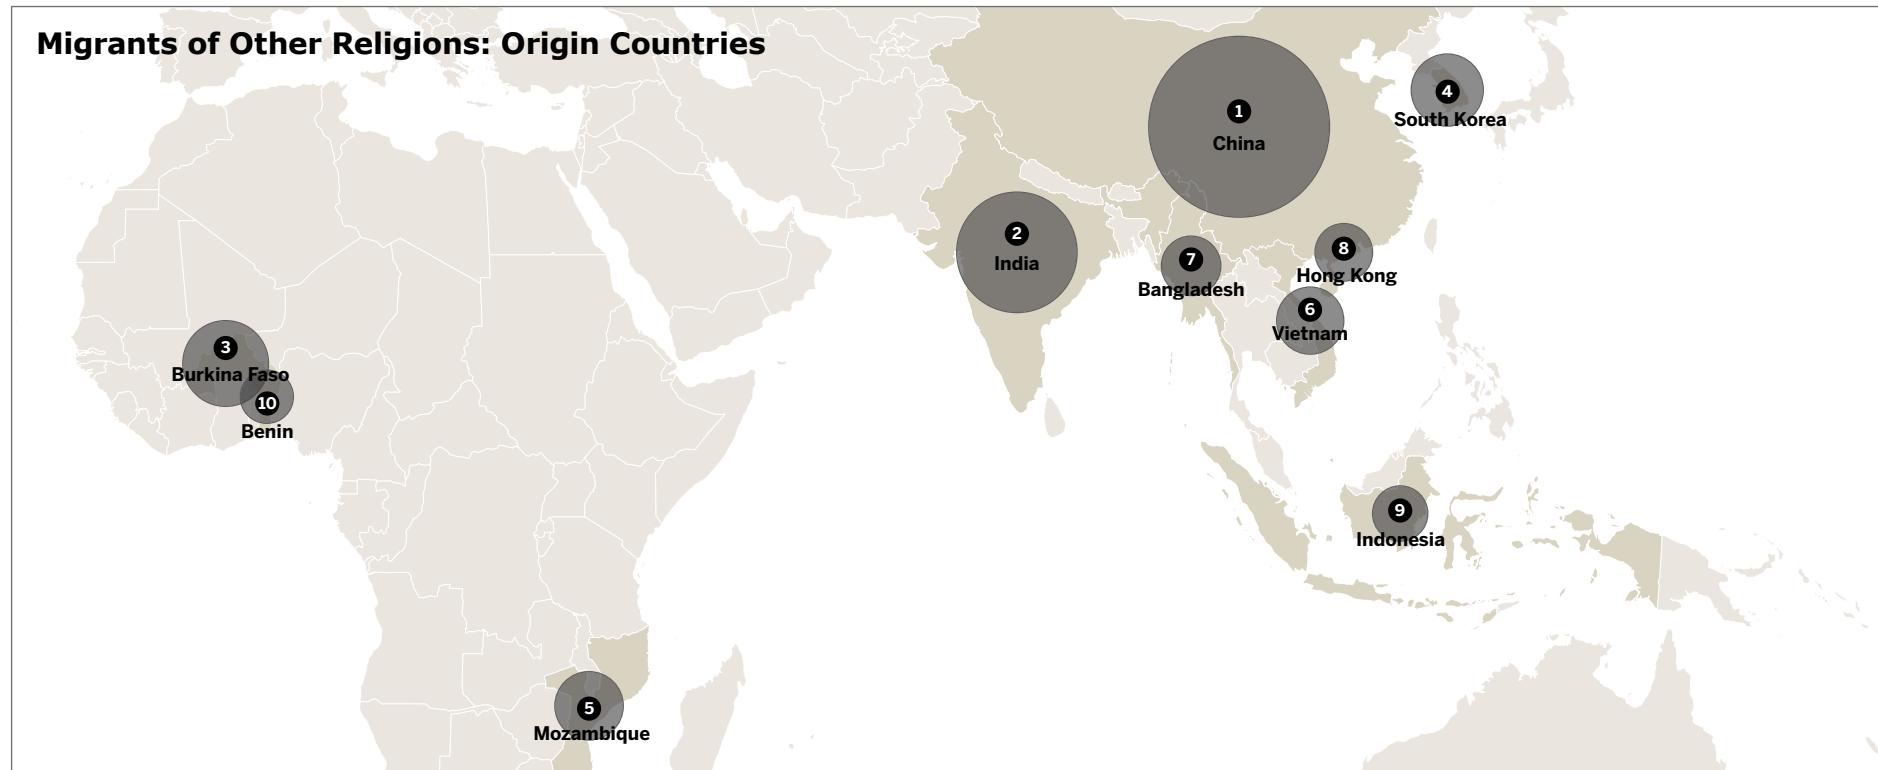 Migrants of Other Religions: Origin Countries
1
China
4
South Korea
2
India
7
Bangladesh
8
Hong Kong
6
Vietnam
3
Burkina Faso
10
Benin
9
Indonesia
5
Mozambique